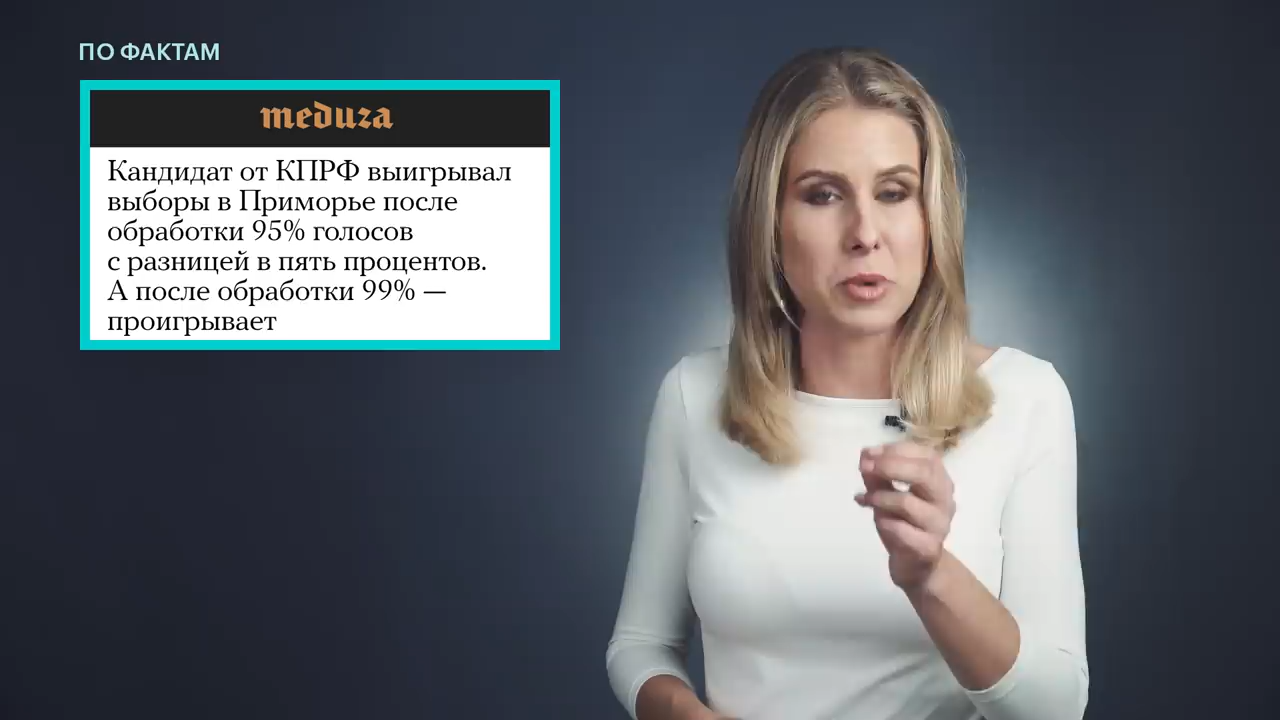 ПО ФАКТАМ
meduza
Кандидат от КПРФ выигрывал
выборы в Приморье после
обработки 95% голосов
с разницей в пять процентов.
А после обработки 99% —
проигрывает